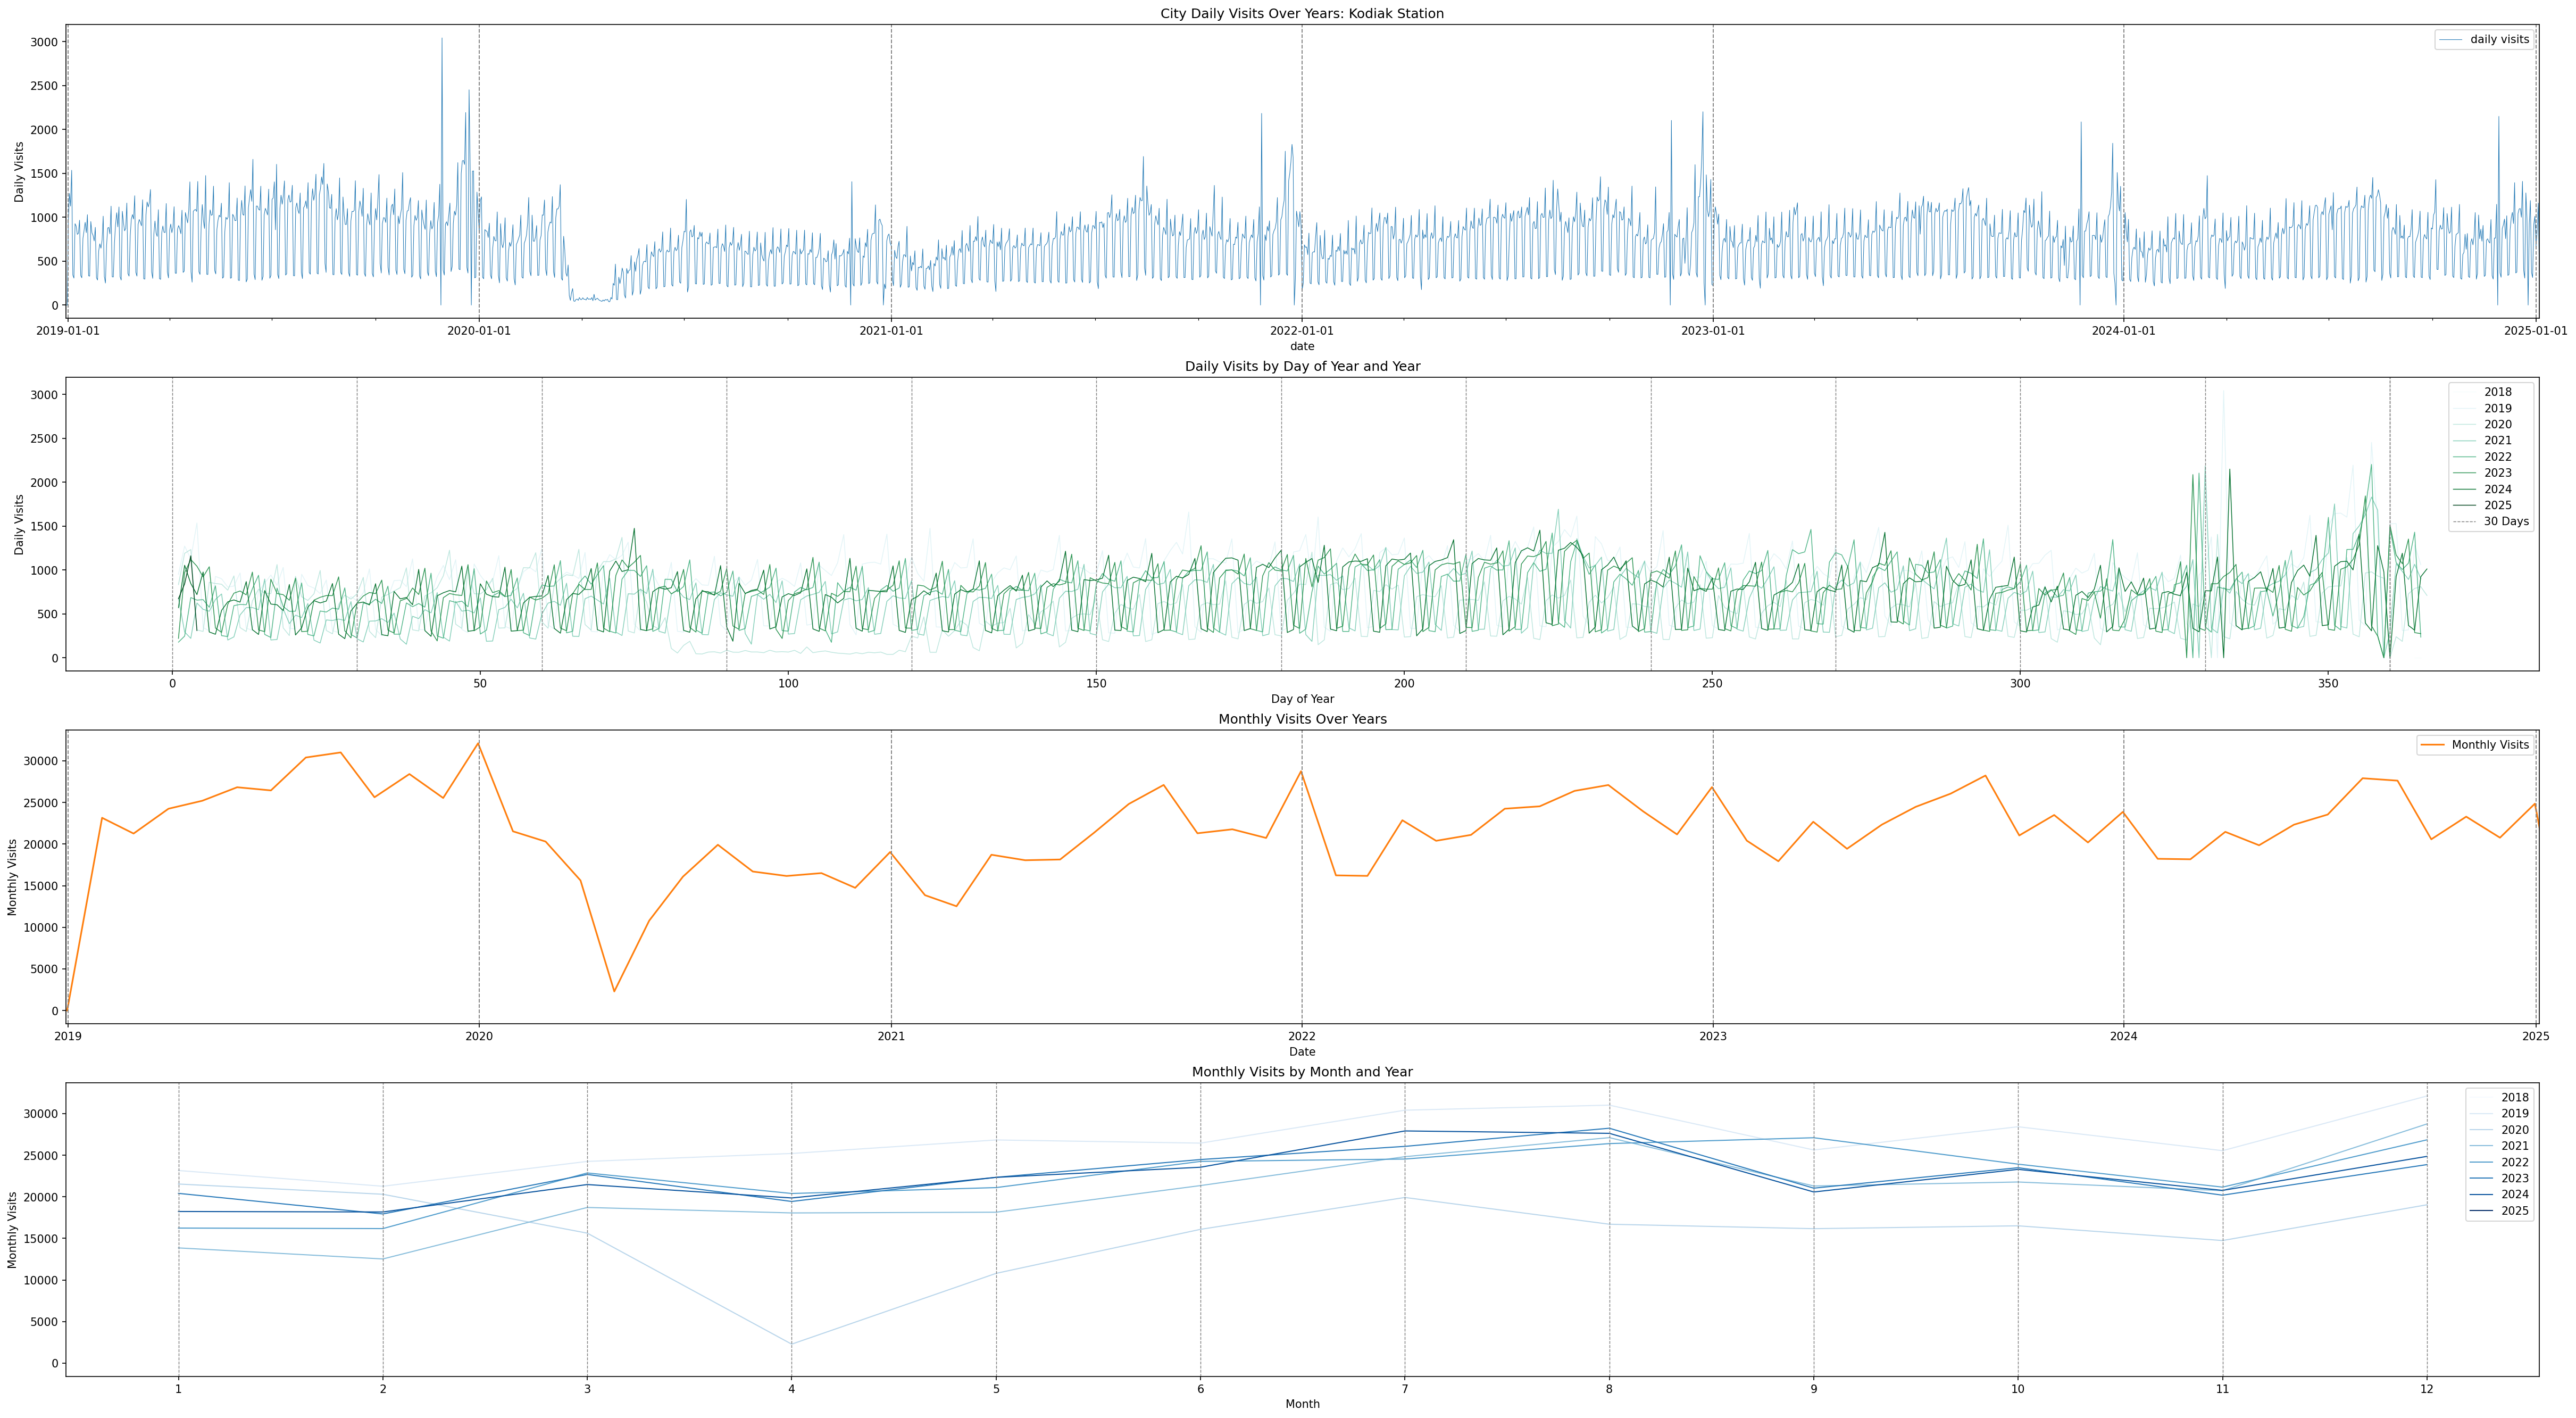 City Daily Visits Over Years: Kodiak Station
Daily Visits
3000
2500
2000
1500
1000
500
0
daily visits
2019-01-01 2020-01-01 2021-01-01 2022-01-01 2023-01-01 2024-01-01 2025-01-01
date
Daily Visits by Day of Year and Year
Daily Visits
3000
2500
2000
1500
1000
500
0
2018
2019
2020
2021
2022
2023
2024
2025
30 Days
0 50 100 150 200 250 300 350
Day of Year
Monthly Visits Over Years
Monthly Visits
30000
25000
20000
15000
10000
5000
0
Monthly Visits
2019 2020 2021 2022 2023 2024 2025
Date
Monthly Visits by Month and Year
Monthly Visits
30000
25000
20000
15000
10000
5000
0
2018
2019
2020
2021
2022
2023
2024
2025
1 2 3 4 5 6 7 8 9 10 11 12
Month